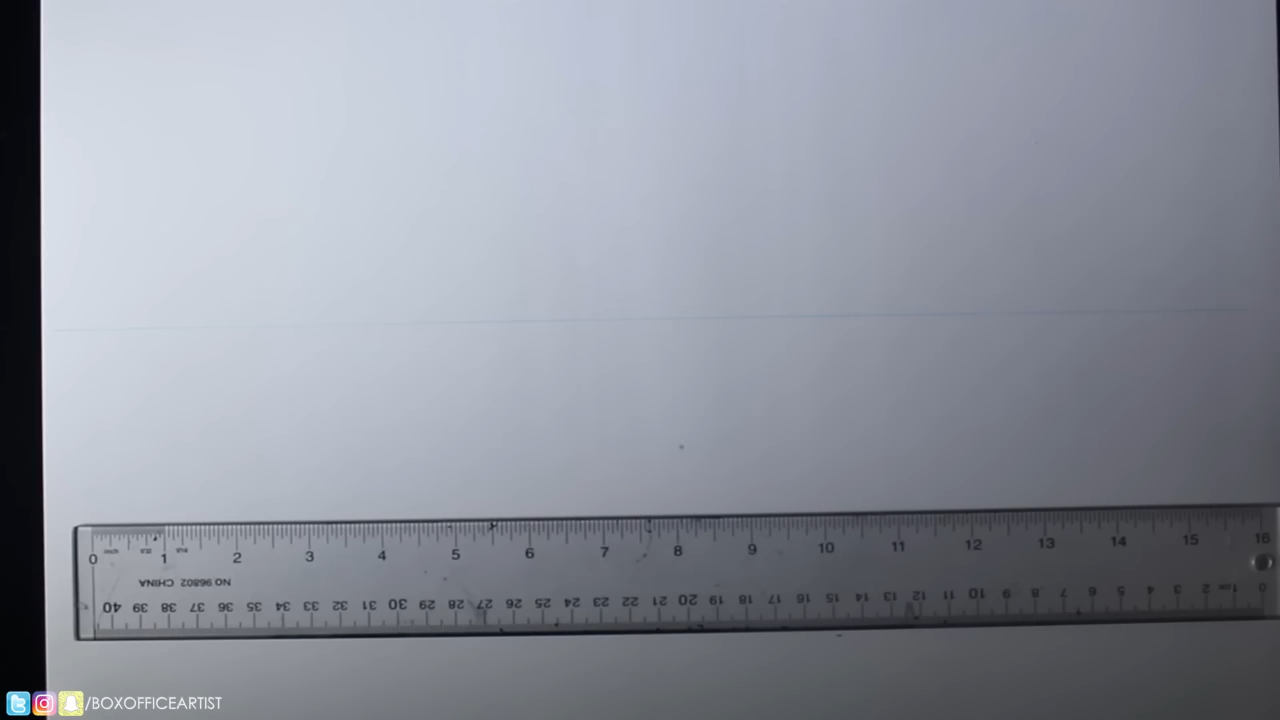 0 1 2 3 4 5 6 7 8 9 10 11 12 13 14 15 16
NO 96802 CHINA
40 39 38 37 36 35 34 33 32 31 30 29 28 27 26 25 24 23 22 21 20 19 18 17 16 15 14 13 12 11 10 9 8 7 6 5 4 3 2 1 0
/BOXOFFICEARTIST